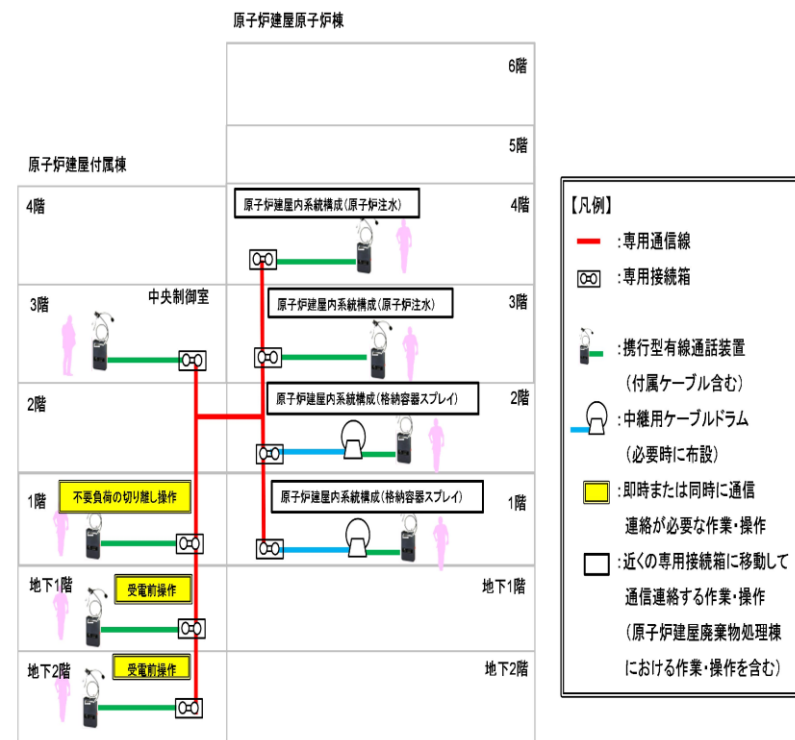 原子炉建屋原子炉棟
6階
5階
原子炉建屋付属棟
4階
原子炉建屋内系統構成(原子炉注水)
4階
3階
中央制御室
原子炉建屋内系統構成(原子炉注水)
3階
2階
原子炉建屋内系統構成(格納容器スプレイ)
2階
1階
不要負荷の切り離し操作
原子炉建屋内系統構成(格納容器スプレイ)
1階
地下1階
受電前操作
地下1階
地下2階
受電前操作
地下2階
【凡例】
:専用通信線
:専用接続箱
:携行型有線通話装置
(付属ケーブル含む)
:中継用ケーブルドラム
(必要時に布設)
:即時または同時に通信
連絡が必要な作業・操作
:近くの専用接続箱に移動して
通信連絡する作業・操作
(原子炉建屋廃棄物処理棟
における作業・操作を含む)